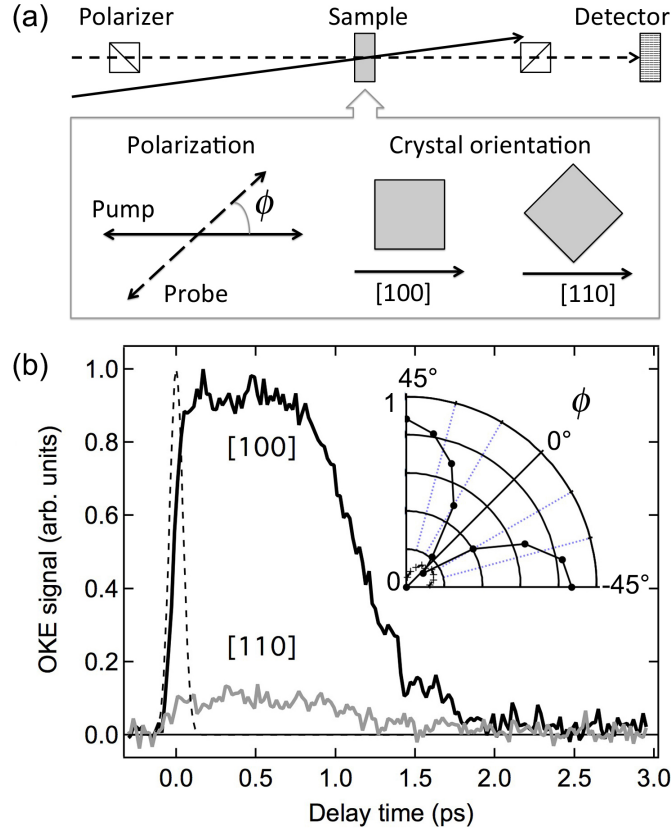 (a)
Polarizer
Sample
Detector
Polarization
Crystal orientation
Pump
ϕ
Probe
[100]
[110]
(b)
1.0
0.8
0.6
0.4
0.2
0.0
OKE signal (arb. units)
[100]
[110]
45°
1
ϕ
0°
0
-45°
0.0
0.5
1.0
1.5
2.0
2.5
3.0
Delay time (ps)